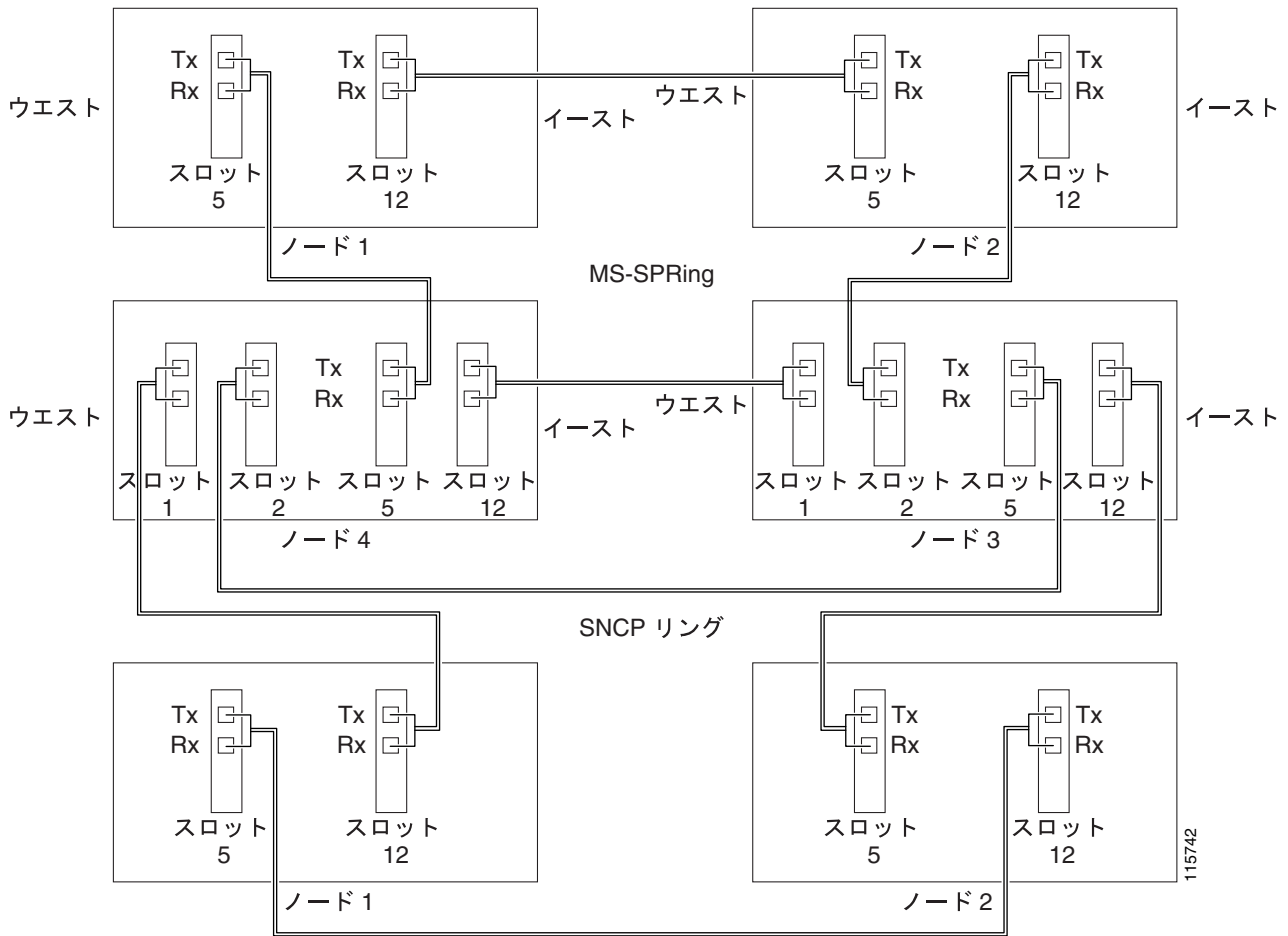 Tx Tx Tx Tx
Rx Rx Rx Rx
ウエスト イースト ウエスト イースト
スロット スロット スロット スロット
5 12 5 12
ノード 1 ノード 2
MS-SPRing
Tx Tx
Rx Rx
ウエスト イースト ウエスト イースト
スロット スロット スロット スロット スロット スロット スロット スロット
1 2 5 12 1 2 5 12
ノード 4 ノード 3
SNCP リング
Tx Tx Tx Tx
Rx Rx Rx Rx
スロット スロット スロット スロット
5 12 5 12
ノード 1 ノード 2
115742